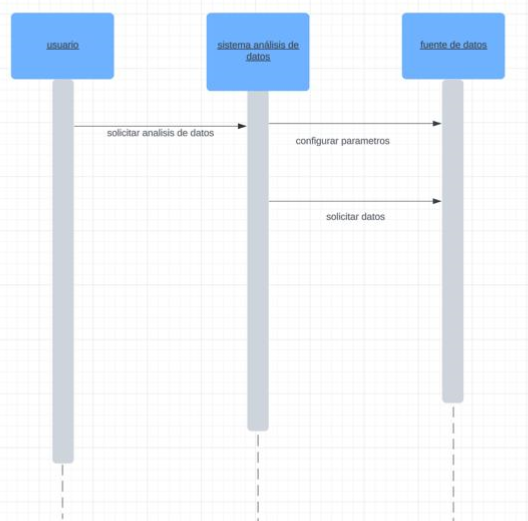 usuario
sistema análisis de
datos
fuente de datos
solicitar analisis de datos
configurar parametros
solicitar datos